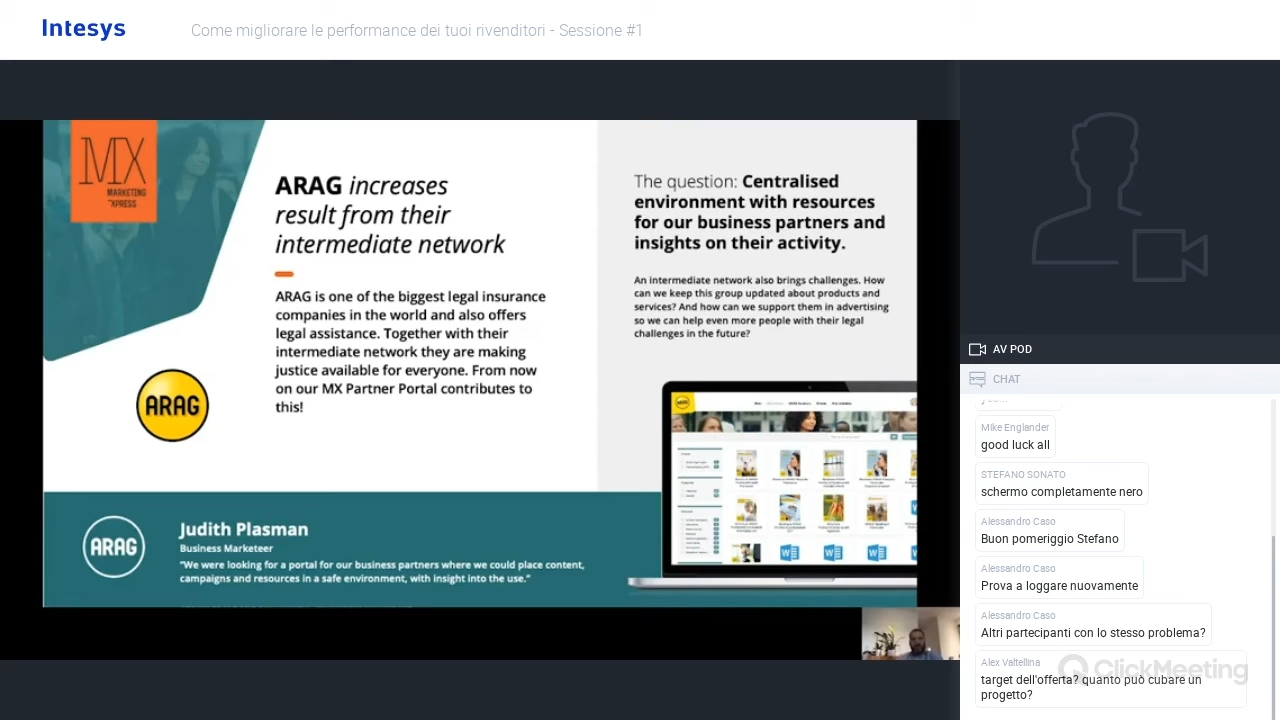 Intesys
Come migliorare le performance dei tuoi rivenditori - Sessione #1
MX
MARKETING
XPRESS
ARAG increases
result from their
intermediate network
ARAG is one of the biggest legal insurance
companies in the world and also offers
legal assistance. Together with their
intermediate network they are making
justice available for everyone. From now
on our MX Partner Portal contributes to
this!
ARAG
The question: Centralised
environment with resources
for our business partners and
insights on their activity.
An intermediate network also brings challenges. How
can we keep this group updated about products and
services? And how can we support them in advertising
so we can help even more people with their legal
challenges in the future?
ARAG
ARAG
Judith Plasman
Business Marketeer
"We were looking for a portal for our business partners where we could place content,
campaigns and resources in a safe environment, with insight into the use."
AV POD
CHAT
Mike Englander
good luck all
STEFANO SONATO
schermo completamente nero
Alessandro Caso
Buon pomeriggio Stefano
Alessandro Caso
Prova a loggare nuovamente
Alessandro Caso
Altri partecipanti con lo stesso problema?
Alex Valtellina
target dell'offerta? quanto può cubare un
progetto?
ClickMeeting